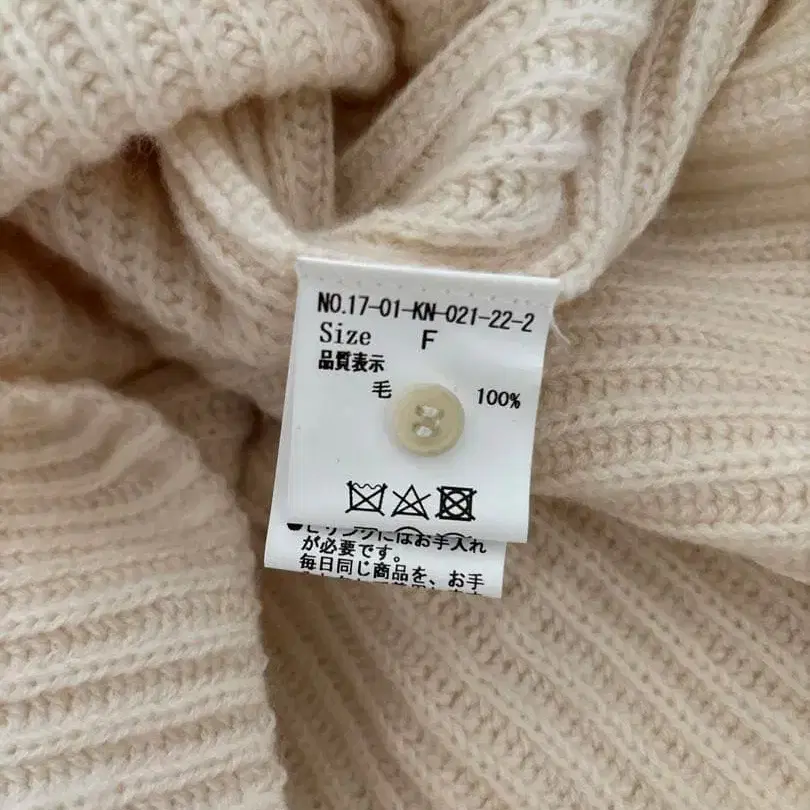 NO.17-01-KN-021-22-2
Size F
品質表示
毛 100%
が必要です。
毎日同じ商品を、お手